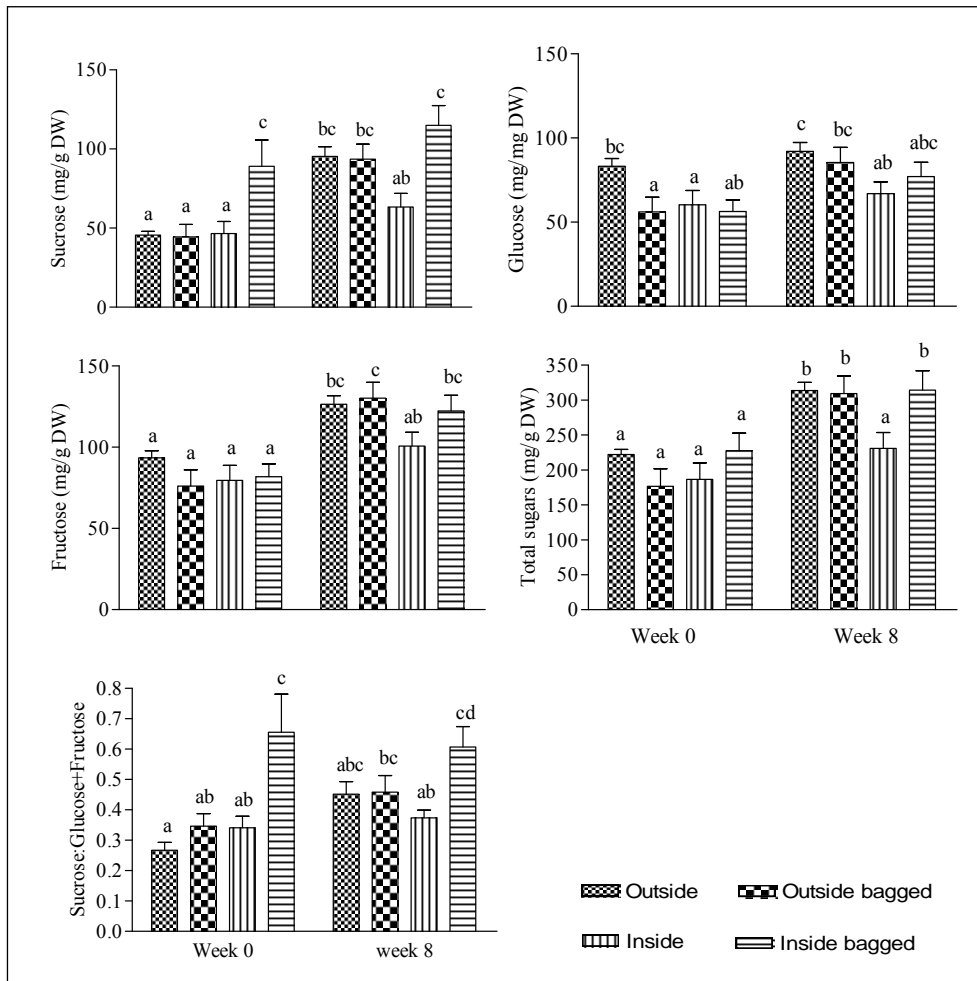 Sucrose (mg/g DW)
150
100
50
0
a
a
a
c
bc
bc
ab
c
Glucose (mg/mg DW)
150
100
50
0
bc
a
a
ab
c
bc
ab
abc
Fructose (mg/g DW)
150
100
50
0
a
a
a
a
bc
c
ab
bc
Total sugars (mg/g DW)
350
300
250
200
150
100
50
0
a
a
a
a
b
b
a
b
Week 0
Week 8
Sucrose:Glucose+Fructose
0.8
0.7
0.6
0.5
0.4
0.3
0.2
0.1
0.0
a
ab
ab
c
abc
bc
ab
cd
Week 0
week 8
Outside
Outside bagged
Inside
Inside bagged